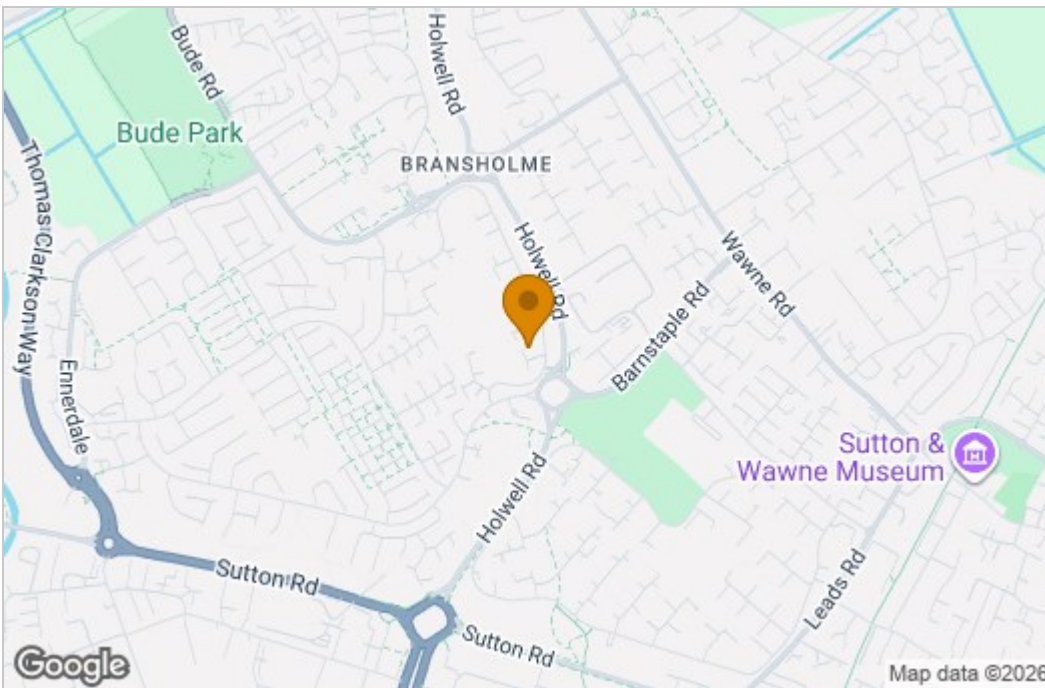 Bude Rd
Holwell Rd
Bude Park
BRANSHOLME
Thomas Clarkson Way
Holwell Rd
Wawne Rd
Barnstaple Rd
Ennerdale
Sutton &
Wawne Museum
Holwell Rd
Sutton Rd
Leads Rd
Sutton Rd
Google
Map data ©2026